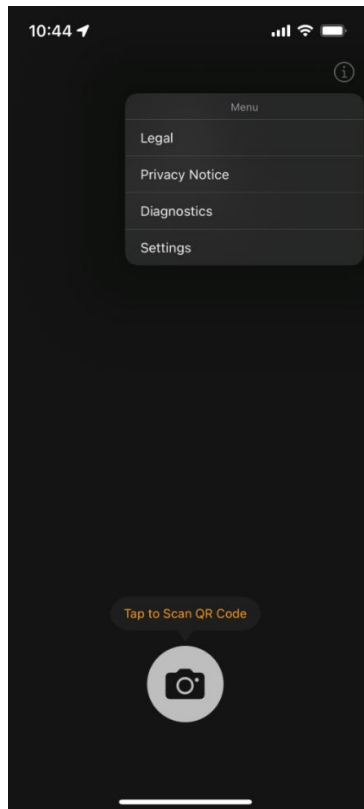 10:44
Menu
Legal
Privacy Notice
Diagnostics
Settings
Tap to Scan QR Code